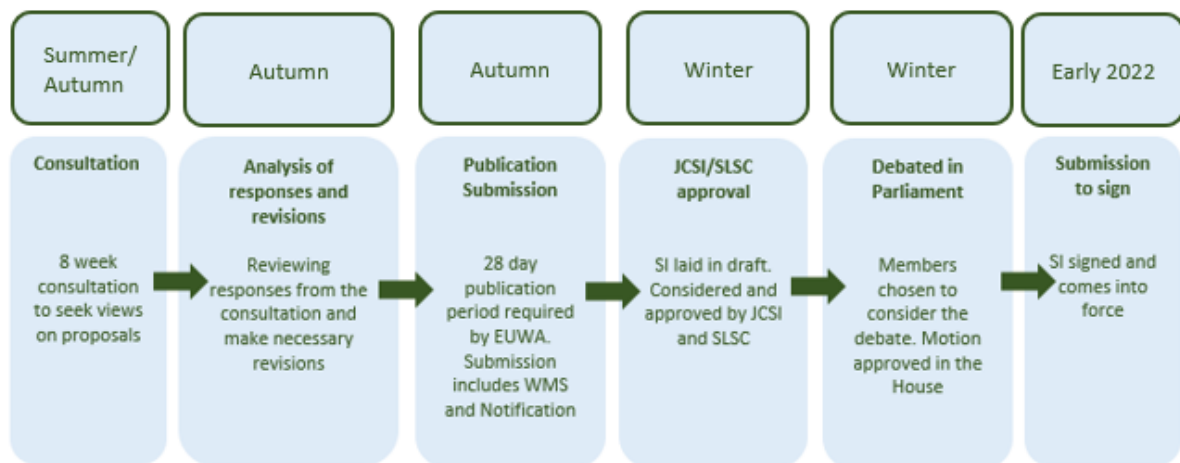 Summer/
Autumn
Autumn
Autumn
Winter
Winter
Early 2022
Consultation
8 week
consultation
to seek views
on proposals
Analysis of
responses and
revisions
Reviewing
responses from the
consultation and
make necessary
revisions
Publication
Submission
28 day
publication
period required
by EUWA.
Submission
includes WMS
and Notification
JCSI/SLSC
approval
SI laid in draft.
Considered and
approved by JCSI
and SLSC
Debated in
Parliament
Members
chosen to
consider the
debate. Motion
approved in the
House
Submission
to sign
SI signed and
comes into
force